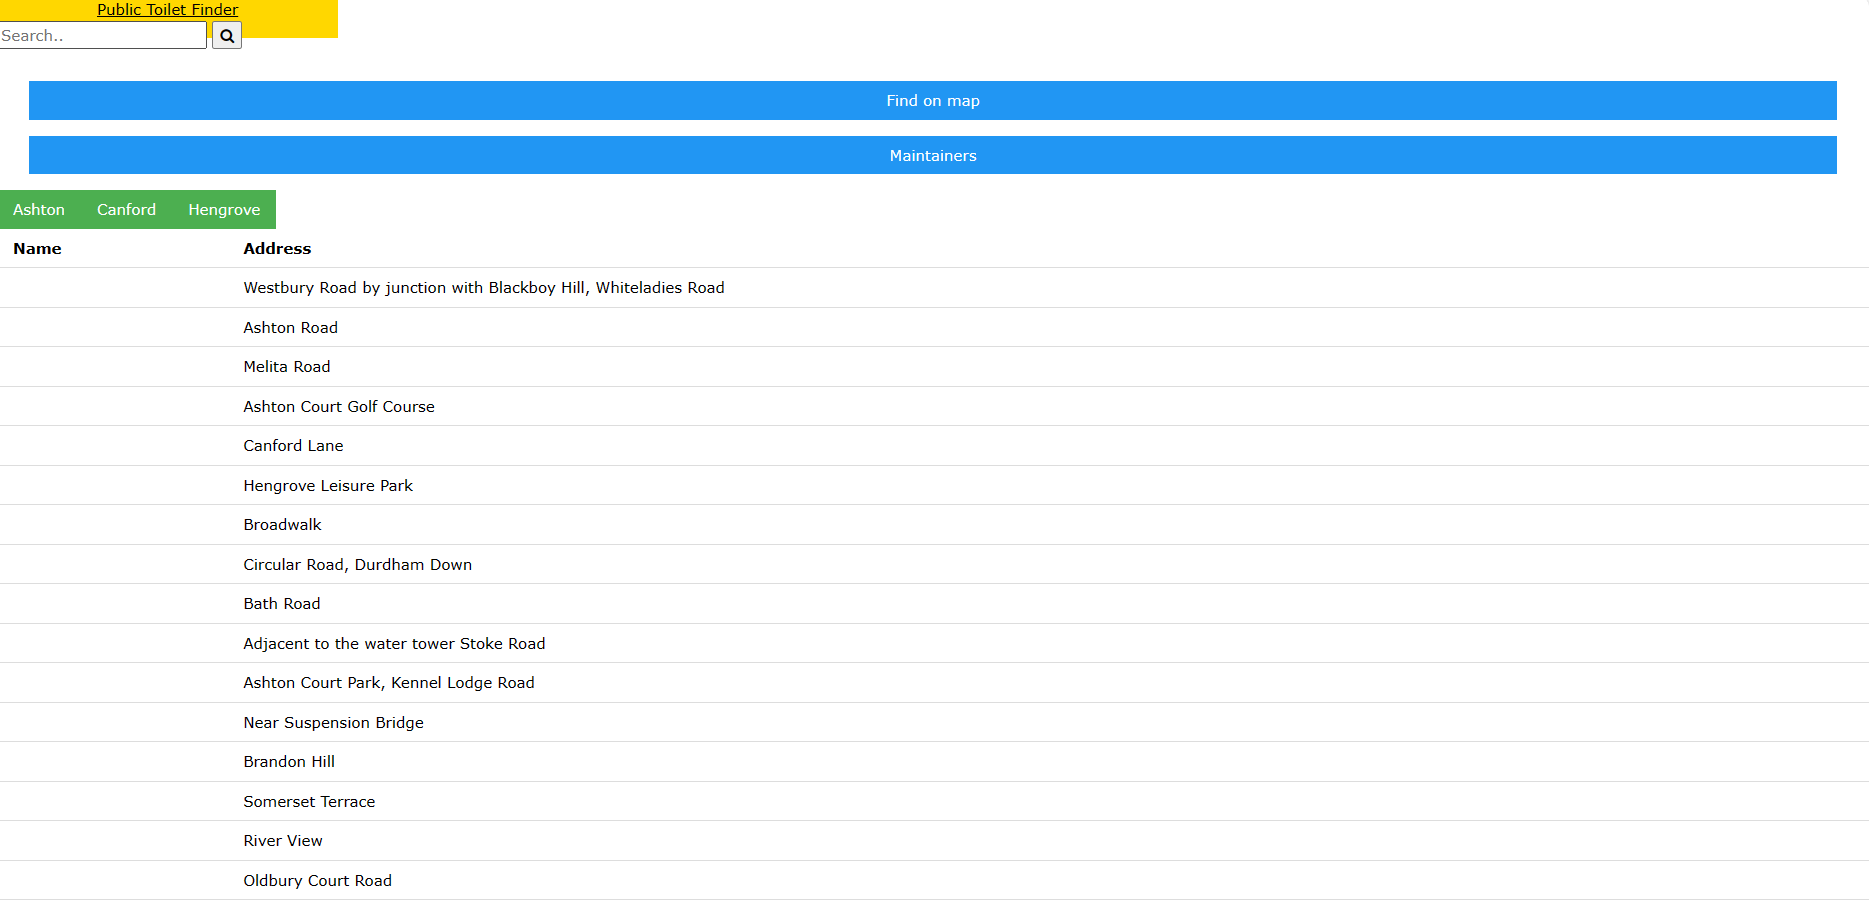 Public Toilet Finder
Search..
Find on map
Maintainers
Ashton Canford Hengrove
Name Address
Westbury Road by junction with Blackboy Hill, Whiteladies Road
Ashton Road
Melita Road
Ashton Court Golf Course
Canford Lane
Hengrove Leisure Park
Broadwalk
Circular Road, Durdham Down
Bath Road
Adjacent to the water tower Stoke Road
Ashton Court Park, Kennel Lodge Road
Near Suspension Bridge
Brandon Hill
Somerset Terrace
River View
Oldbury Court Road